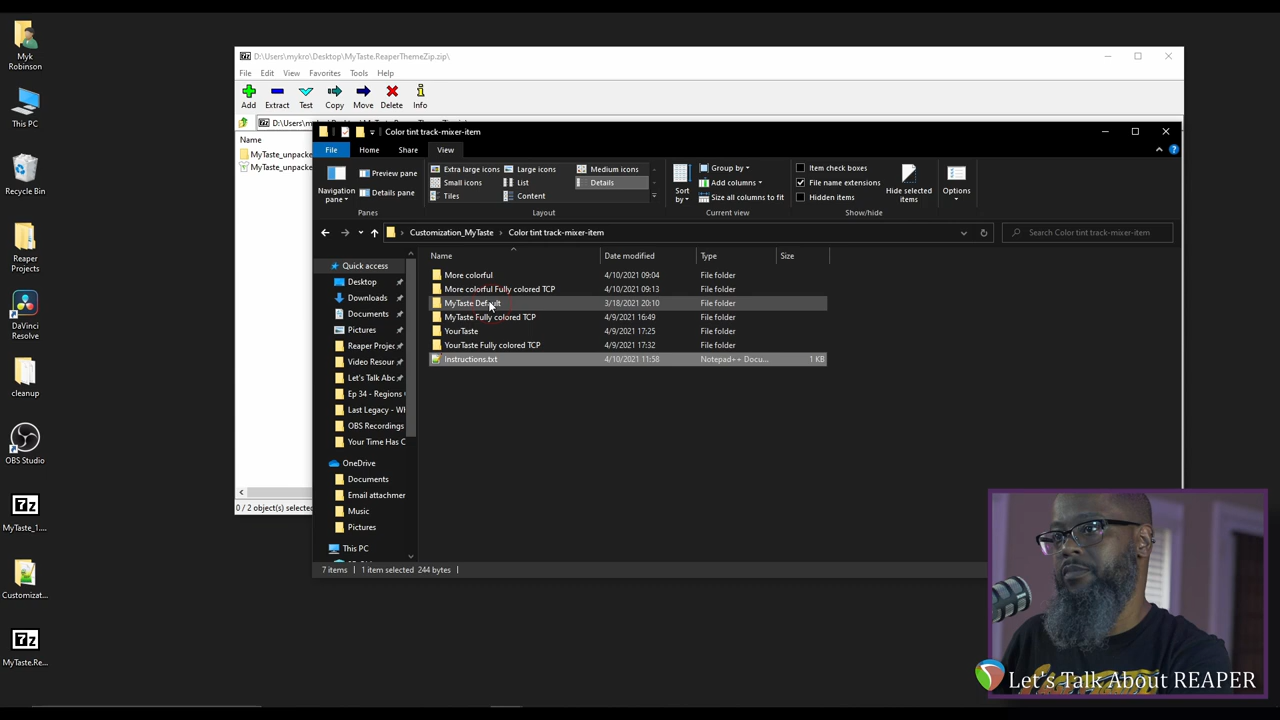 Myk
Robinson
This PC
Recycle Bin
Reaper
Projects
DaVinci
Resolve
cleanup
OBS Studio
MyTaste_1....
Customizat...
MyTaste.Re...
D:\Users\mykro\Desktop\MyTaste.ReaperThemeZip.zip\
File Edit View Favorites Tools Help
Add Extract Test Copy Move Delete Info
Name
MyTaste_unpacke
MyTaste_unpacke
0 / 2 object(s) selected
Color tint track-mixer-item
File Home Share View
Navigation
pane
Preview pane
Details pane
Panes
Extra large icons Large icons Medium icons
Small icons List Details
Tiles Content
Layout
Sort
by
Group by
Add columns
Size all columns to fit
Current view
Item check boxes
File name extensions
Hidden items
Hide selected
items
Show/hide
Options
Customization_MyTaste > Color tint track-mixer-item
Search Color tint track-mixer-item
Quick access
Desktop
Downloads
Documents
Pictures
Reaper Projec
Video Resour
Let's Talk Abc
Ep 34 - Regions
Last Legacy - Wh
OBS Recordings
Your Time Has C
OneDrive
Documents
Email attachmer
Music
Pictures
This PC
Name Date modified Type Size
More colorful 4/10/2021 09:04 File folder
More colorful Fully colored TCP 4/10/2021 09:13 File folder
MyTaste Default 3/18/2021 20:10 File folder
MyTaste Fully colored TCP 4/9/2021 16:49 File folder
YourTaste 4/9/2021 17:25 File folder
YourTaste Fully colored TCP 4/9/2021 17:32 File folder
Instructions.txt 4/10/2021 11:58 Notepad++ Docu... 1 KB
7 items 1 item selected 244 bytes
Let's Talk About REAPER